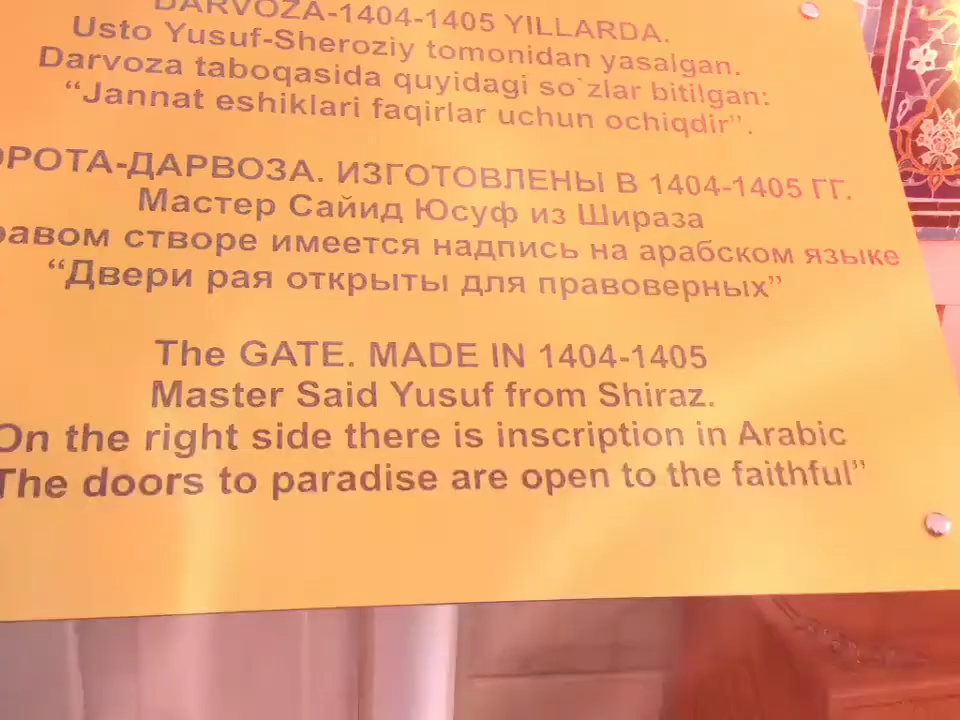 DARVOZA-1404-1405 YILLARDA.
Usto Yusuf-Sheroziy tomonidan yasalgan.
Darvoza taboqasida quyidagi so`zlar bitilgan:
“Jannat eshiklari faqirlar uchun ochiqdir”.
ОРОТА-ДАРВОЗА. ИЗГОТОВЛЕНЫ В 1404-1405 ГГ.
Мастер Сайид Юсуф из Шираза
равом створе имеется надпись на арабском языке
“Двери рая открыты для правоверных”
The GATE. MADE IN 1404-1405
Master Said Yusuf from Shiraz.
On the right side there is inscription in Arabic
The doors to paradise are open to the faithful”